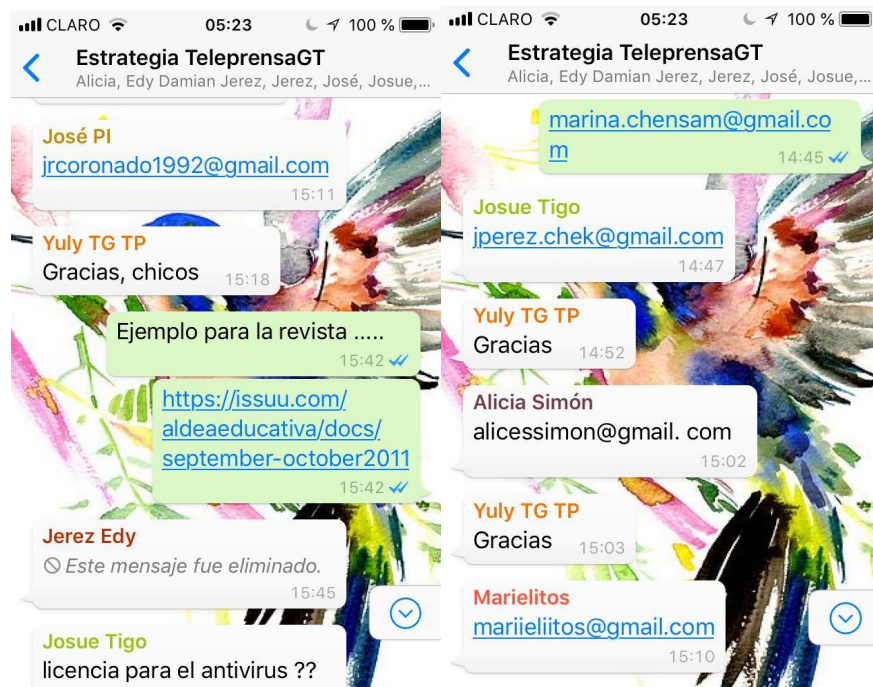 CLARO 05:23 100 %
Estrategia TeleprensaGT
Alicia, Edy Damian Jerez, Jerez, José, Josue,...
José PI
jrcoronado1992@gmail.com
15:11
Yuly TG TP
Gracias, chicos 15:18
Ejemplo para la revista .....
15:42
https://issuu.com/
aldeaeducativa/docs/
september-october2011
15:42
Jerez Edy
Este mensaje fue eliminado.
15:45
Josue Tigo
licencia para el antivirus ??
CLARO 05:23 100 %
Estrategia TeleprensaGT
Alicia, Edy Damian Jerez, Jerez, José, Josue,...
marina.chensam@gmail.co
m 14:45
Josue Tigo
jperez.chek@gmail.com
14:47
Yuly TG TP
Gracias 14:52
Alicia Simón
alicessimon@gmail. com
15:02
Yuly TG TP
Gracias 15:03
Marielitos
mariieliitos@gmail.com
15:10